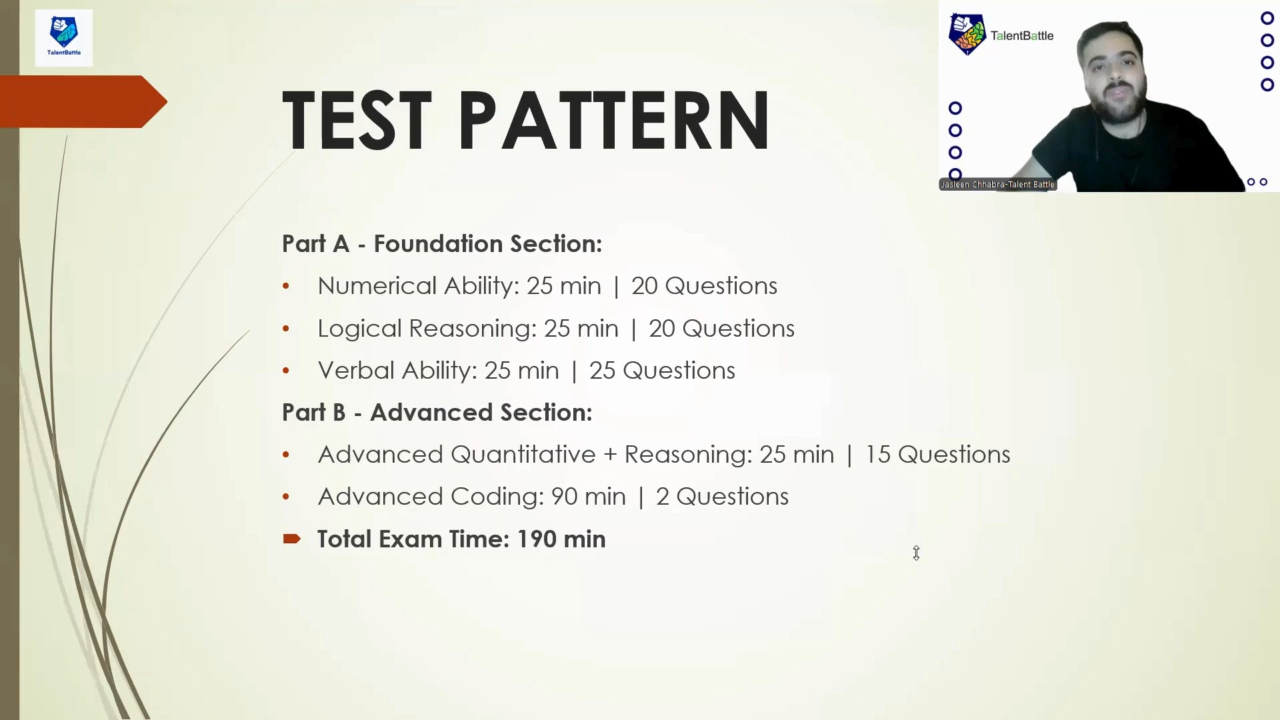 TalentBattle
TalentBattle
TEST PATTERN
Jasleen Chhabra-Talent Battle
Part A - Foundation Section:
• Numerical Ability: 25 min | 20 Questions
• Logical Reasoning: 25 min | 20 Questions
• Verbal Ability: 25 min | 25 Questions
Part B - Advanced Section:
• Advanced Quantitative + Reasoning: 25 min | 15 Questions
• Advanced Coding: 90 min | 2 Questions
Total Exam Time: 190 min